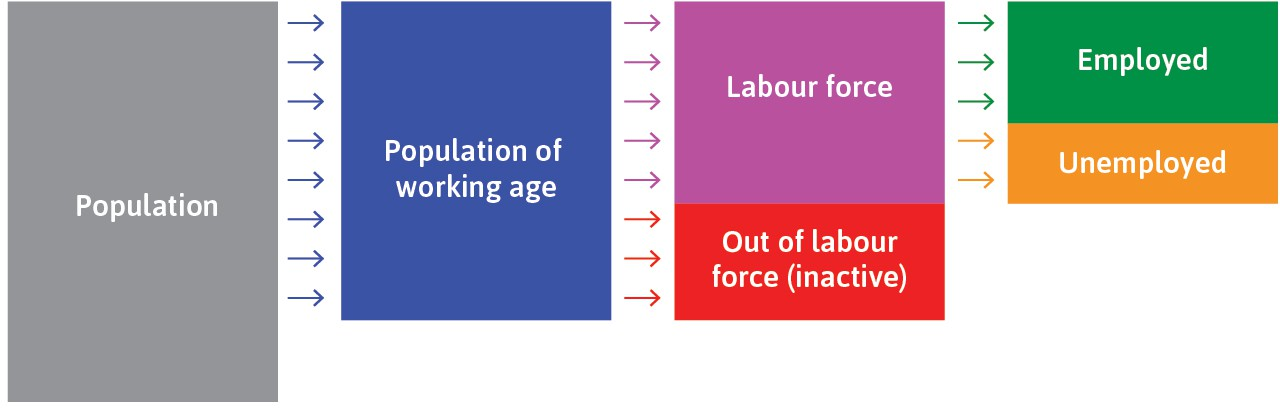 Population
Population of
working age
Labour force
Out of labour
force (inactive)
Employed
Unemployed